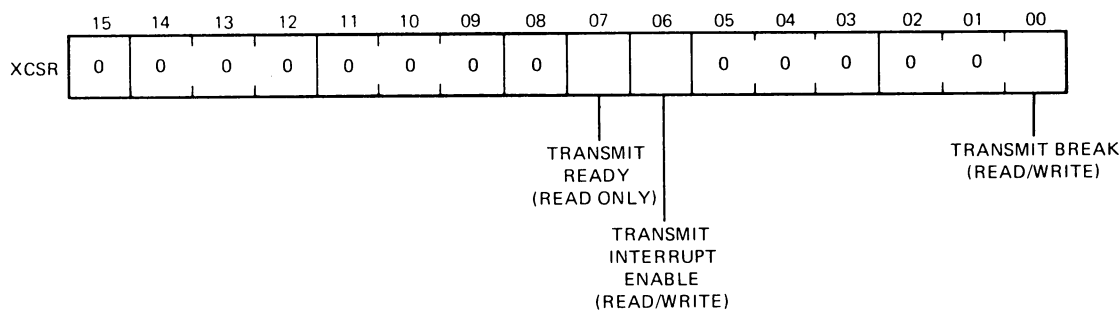 15 14 13 12 11 10 09 08 07 06 05 04 03 02 01 00
XCSR 0 0 0 0 0 0 0 0 0 0 0 0 0
TRANSMIT
READY
(READ ONLY)
TRANSMIT
INTERRUPT
ENABLE
(READ/WRITE)
TRANSMIT BREAK
(READ/WRITE)